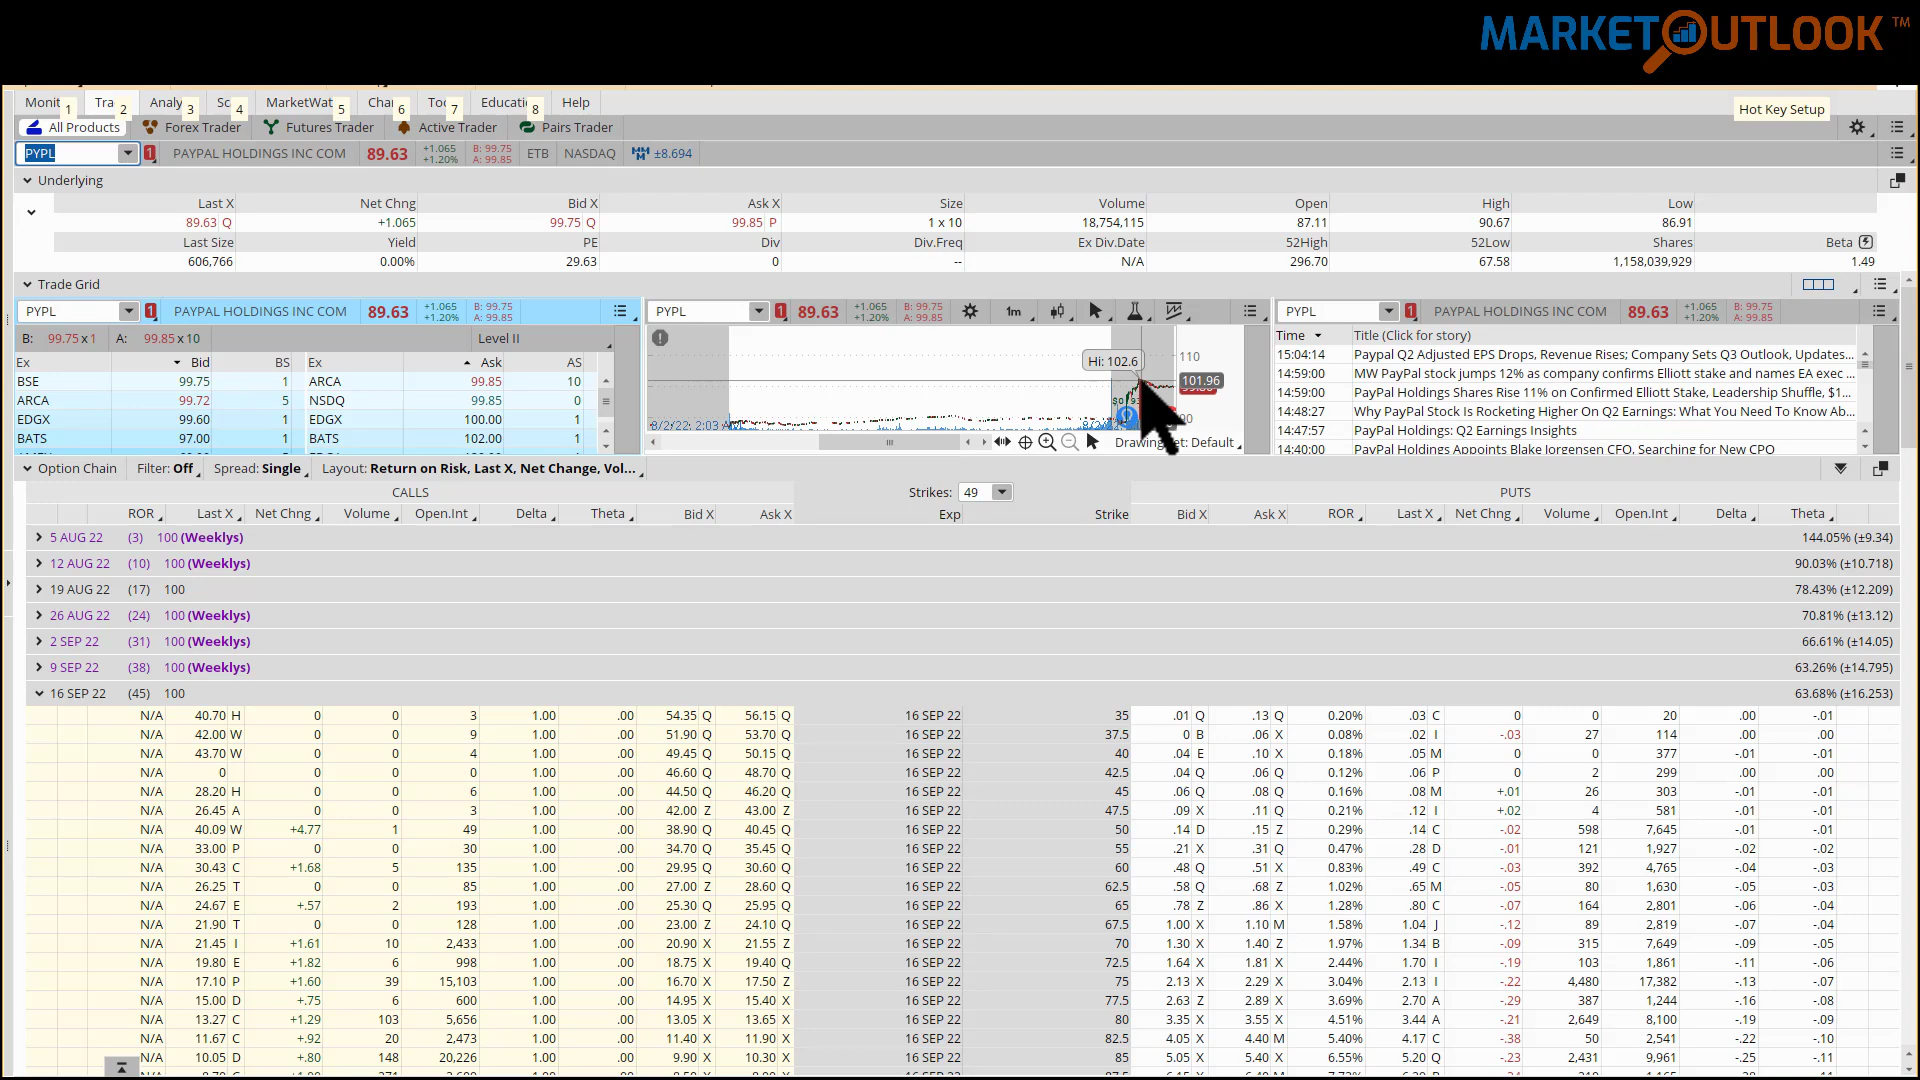 MARKETOUTLOOK™
Monit 1 Tra 2 Analy 3 Sc 4 MarketWat 5 Cha 6 Too 7 Educati 8 Help Hot Key Setup
All Products Forex Trader Futures Trader Active Trader Pairs Trader
PYPL 1 PAYPAL HOLDINGS INC COM 89.63 +1.065 +1.20% B: 99.75 A: 99.85 ETB NASDAQ ±8.694
Underlying
Last X Net Chng Bid X Ask X Size Volume Open High Low
89.63 Q +1.065 99.75 Q 99.85 P 1 x 10 18,754,115 87.11 90.67 86.91
Last Size Yield PE Div Div.Freq Ex Div.Date 52High 52Low Shares Beta
606,766 0.00% 29.63 0 -- N/A 296.70 67.58 1,158,039,929 1.49
Trade Grid
PYPL 1 PAYPAL HOLDINGS INC COM 89.63 +1.065 +1.20% B: 99.75 A: 99.85
PYPL 1 89.63 +1.065 +1.20% B: 99.75 A: 99.85 1m
PYPL 1 PAYPAL HOLDINGS INC COM 89.63 +1.065 +1.20% B: 99.75 A: 99.85
B: 99.75 x 1 A: 99.85 x 10 Level II
Ex Bid BS Ex Ask AS
BSE 99.75 1 ARCA 99.85 10
ARCA 99.72 5 NSDQ 99.85 0
EDGX 99.60 1 EDGX 100.00 1
BATS 97.00 1 BATS 102.00 1
Hi: 102.6
110
101.96
90
8/2/22, 2:03 A
Drawing set: Default
Time Title (Click for story)
15:04:14 Paypal Q2 Adjusted EPS Drops, Revenue Rises; Company Sets Q3 Outlook, Updates...
14:59:00 MW PayPal stock jumps 12% as company confirms Elliott stake and names EA exec ...
14:59:00 PayPal Holdings Shares Rise 11% on Confirmed Elliott Stake, Leadership Shuffle, $1...
14:48:27 Why PayPal Stock Is Rocketing Higher On Q2 Earnings: What You Need To Know Ab...
14:47:57 PayPal Holdings: Q2 Earnings Insights
14:40:00 PayPal Holdings Appoints Blake Jorgensen CFO, Searching for New CPO
Option Chain Filter: Off Spread: Single Layout: Return on Risk, Last X, Net Change, Vol...
CALLS Strikes: 49 PUTS
ROR Last X Net Chng Volume Open.Int Delta Theta Bid X Ask X Exp Strike Bid X Ask X ROR Last X Net Chng Volume Open.Int Delta Theta
5 AUG 22 (3) 100 (Weeklys) 144.05% (±9.34)
12 AUG 22 (10) 100 (Weeklys) 90.03% (±10.718)
19 AUG 22 (17) 100 78.43% (±12.209)
26 AUG 22 (24) 100 (Weeklys) 70.81% (±13.12)
2 SEP 22 (31) 100 (Weeklys) 66.61% (±14.05)
9 SEP 22 (38) 100 (Weeklys) 63.26% (±14.795)
16 SEP 22 (45) 100 63.68% (±16.253)
N/A 40.70 H 0 0 3 1.00 .00 54.35 Q 56.15 Q 16 SEP 22 35 .01 Q .13 Q 0.20% .03 C 0 0 20 .00 -.01
N/A 42.00 W 0 0 9 1.00 .00 51.90 Q 53.70 Q 16 SEP 22 37.5 0 B .06 X 0.08% .02 I -.03 27 114 .00 .00
N/A 43.70 W 0 0 4 1.00 .00 49.45 Q 50.15 Q 16 SEP 22 40 .04 E .10 X 0.18% .05 M 0 0 377 -.01 -.01
N/A 0 0 0 0 1.00 .00 46.60 Q 48.70 Q 16 SEP 22 42.5 .04 Q .06 Q 0.12% .06 P 0 2 299 .00 .00
N/A 28.20 H 0 0 6 1.00 .00 44.50 Q 46.20 Q 16 SEP 22 45 .06 Q .08 Q 0.16% .08 M +.01 26 303 -.01 -.01
N/A 26.45 A 0 0 3 1.00 .00 42.00 Z 43.00 Z 16 SEP 22 47.5 .09 X .11 Q 0.21% .12 I +.02 4 581 -.01 -.01
N/A 40.09 W +4.77 1 49 1.00 .00 38.90 Q 40.45 Q 16 SEP 22 50 .14 D .15 Z 0.29% .14 C -.02 598 7,645 -.01 -.01
N/A 33.00 P 0 0 30 1.00 .00 34.70 Q 35.45 Q 16 SEP 22 55 .21 X .31 Q 0.47% .28 D -.01 121 1,927 -.02 -.02
N/A 30.43 C +1.68 5 135 1.00 .00 29.95 Q 30.60 Q 16 SEP 22 60 .48 Q .51 X 0.83% .49 C -.03 392 4,765 -.04 -.03
N/A 26.25 T 0 0 85 1.00 .00 27.00 Z 28.60 Q 16 SEP 22 62.5 .58 Q .68 Z 1.02% .65 M -.05 80 1,630 -.05 -.03
N/A 24.67 E +.57 2 193 1.00 .00 25.30 Q 25.95 Q 16 SEP 22 65 .78 Z .86 X 1.28% .80 C -.07 164 2,801 -.06 -.04
N/A 21.90 T 0 0 128 1.00 .00 23.00 Z 24.10 Q 16 SEP 22 67.5 1.00 X 1.10 M 1.58% 1.04 J -.12 89 2,819 -.07 -.04
N/A 21.45 I +1.61 10 2,433 1.00 .00 20.90 X 21.55 Z 16 SEP 22 70 1.30 X 1.40 Z 1.97% 1.34 B -.09 315 7,649 -.09 -.05
N/A 19.80 E +1.82 6 998 1.00 .00 18.75 X 19.40 Q 16 SEP 22 72.5 1.64 X 1.81 X 2.44% 1.70 I -.19 103 1,861 -.11 -.06
N/A 17.10 P +1.60 39 15,103 1.00 .00 16.70 X 17.50 Z 16 SEP 22 75 2.13 X 2.29 X 3.04% 2.13 I -.22 4,480 17,382 -.13 -.07
N/A 15.00 D +.75 6 600 1.00 .00 14.95 X 15.40 X 16 SEP 22 77.5 2.63 Z 2.89 X 3.69% 2.70 A -.29 387 1,244 -.16 -.08
N/A 13.27 C +1.29 103 5,656 1.00 .00 13.05 X 13.65 X 16 SEP 22 80 3.35 X 3.55 X 4.51% 3.44 A -.21 2,649 8,100 -.19 -.09
N/A 11.67 C +.92 20 2,473 1.00 .00 11.40 X 11.90 X 16 SEP 22 82.5 4.05 X 4.40 M 5.40% 4.17 C -.38 50 2,541 -.22 -.10
N/A 10.05 D +.80 148 20,226 1.00 .00 9.90 X 10.30 X 16 SEP 22 85 5.05 X 5.40 X 6.55% 5.20 Q -.23 2,431 9,961 -.25 -.11